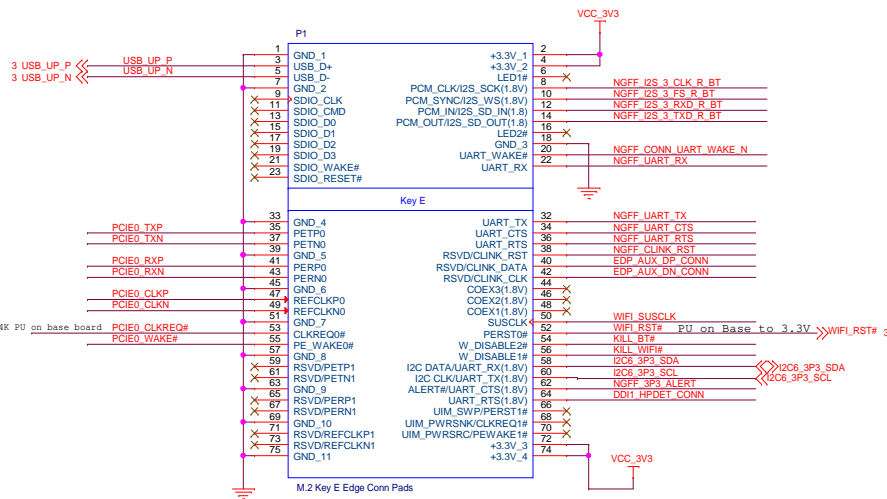 VCC_3V3
P1
1 GND_1 +3.3V_1 2
3 USB_UP_P USB_UP_P 3 USB_D+ +3.3V_2 4
3 USB_UP_N USB_UP_N 5 USB_D- LED1# 6
7 GND_2 PCM_CLK/I2S_SCK(1.8V) 8 NGFF_I2S_3_CLK_R_BT
9 SDIO_CLK PCM_SYNC/I2S_WS(1.8V) 10 NGFF_I2S_3_FS_R_BT
11 SDIO_CMD PCM_IN/I2S_SD_IN(1.8) 12 NGFF_I2S_3_RXD_R_BT
13 SDIO_D0 PCM_OUT/I2S_SD_OUT(1.8) 14 NGFF_I2S_3_TXD_R_BT
15 SDIO_D1 LED2# 16
17 SDIO_D2 GND_3 18
19 SDIO_D3 UART_WAKE# 20 NGFF_CONN_UART_WAKE_N
21 SDIO_WAKE# UART_RX 22 NGFF_UART_RX
23 SDIO_RESET#
Key E
33 GND_4 UART_TX 32 NGFF_UART_TX
PCIE0_TXP 35 PETP0 UART_CTS 34 NGFF_UART_CTS
PCIE0_TXN 37 PETN0 UART_RTS 36 NGFF_UART_RTS
39 GND_5 RSVD/CLINK_RST 38 NGFF_CLINK_RST
PCIE0_RXP 41 PERP0 RSVD/CLINK_DATA 40 EDP_AUX_DP_CONN
PCIE0_RXN 43 PERN0 RSVD/CLINK_CLK 42 EDP_AUX_DN_CONN
45 GND_6 COEX3(1.8V) 44
PCIE0_CLKP 47 REFCLKP0 COEX2(1.8V) 46
PCIE0_CLKN 49 REFCLKN0 COEX1(1.8V) 48
51 GND_7 SUSCLK 50 WIFI_SUSCLK
4K PU on base board PCIE0_CLKREQ# 53 CLKREQ0# PERST0# 52 WIFI_RST# PU on Base to 3.3V WIFI_RST# 3
PCIE0_WAKE# 55 PE_WAKE0# W_DISABLE2# 54 KILL_BT#
57 GND_8 W_DISABLE1# 56 KILL_WIFI#
59 RSVD/PETP1 I2C DATA/UART_RX(1.8V) 58 I2C6_3P3_SDA I2C6_3P3_SDA
61 RSVD/PETN1 I2C CLK/UART_TX(1.8V) 60 I2C6_3P3_SCL I2C6_3P3_SCL
63 GND_9 ALERT#/UART_CTS(1.8V) 62 NGFF_3P3_ALERT
65 RSVD/PERP1 UART_RTS(1.8V) 64 DDI1_HPDET_CONN
67 RSVD/PERN1 UIM_SWP/PERST1# 66
69 GND_10 UIM_PWRSNK/CLKREQ1# 68
71 RSVD/REFCLKP1 UIM_PWRSRC/PEWAKE1# 70
73 RSVD/REFCLKN1 +3.3V_3 72
75 GND_11 +3.3V_4 74
VCC_3V3
M.2 Key E Edge Conn Pads